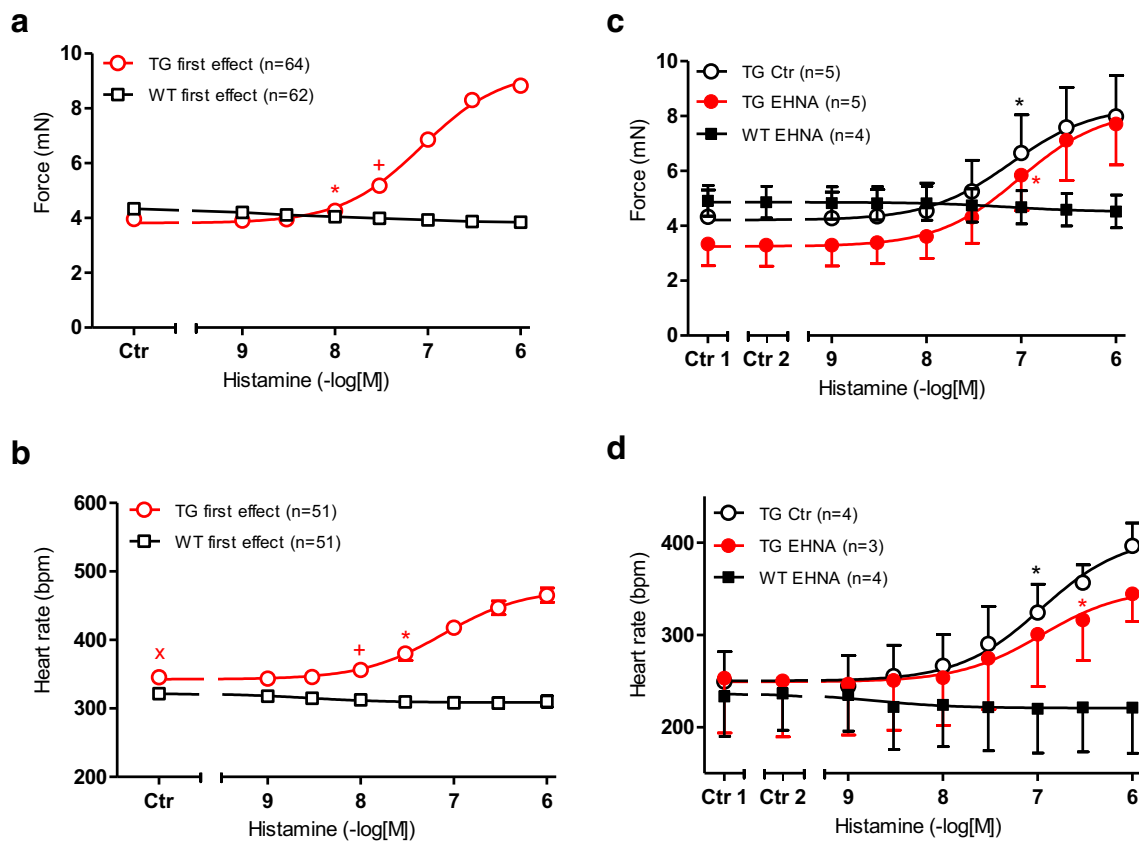 a
TG first effect (n=64)
WT first effect (n=62)
Force (mN)
10
8
6
4
2
0
*
+
Ctr
9
8
7
6
Histamine (-log[M])
c
TG Ctr (n=5)
TG EHNA (n=5)
WT EHNA (n=4)
Force (mN)
10
8
6
4
2
0
*
*
Ctr 1
Ctr 2
9
8
7
6
Histamine (-log[M])
b
TG first effect (n=51)
WT first effect (n=51)
Heart rate (bpm)
600
500
400
300
200
x
+
*
Ctr
9
8
7
6
Histamine (-log[M])
d
TG Ctr (n=4)
TG EHNA (n=3)
WT EHNA (n=4)
Heart rate (bpm)
400
300
200
*
*
Ctr 1
Ctr 2
9
8
7
6
Histamine (-log[M])